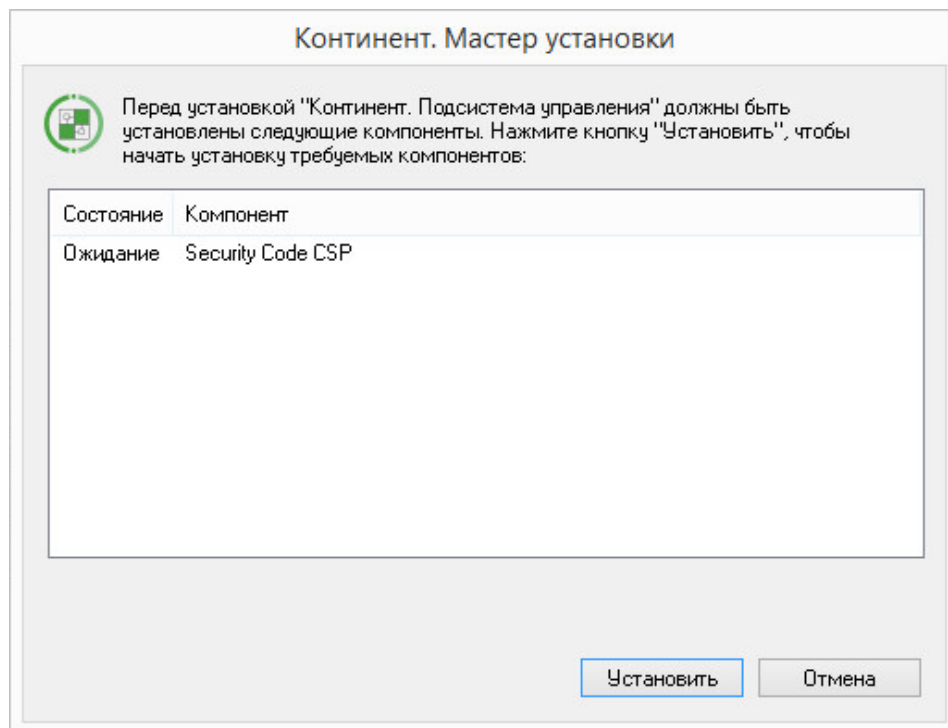 Континент. Мастер установки
Перед установкой "Континент. Подсистема управления" должны быть
установлены следующие компоненты. Нажмите кнопку "Установить", чтобы
начать установку требуемых компонентов:
Состояние Компонент
Ожидание Security Code CSP
Установить Отмена